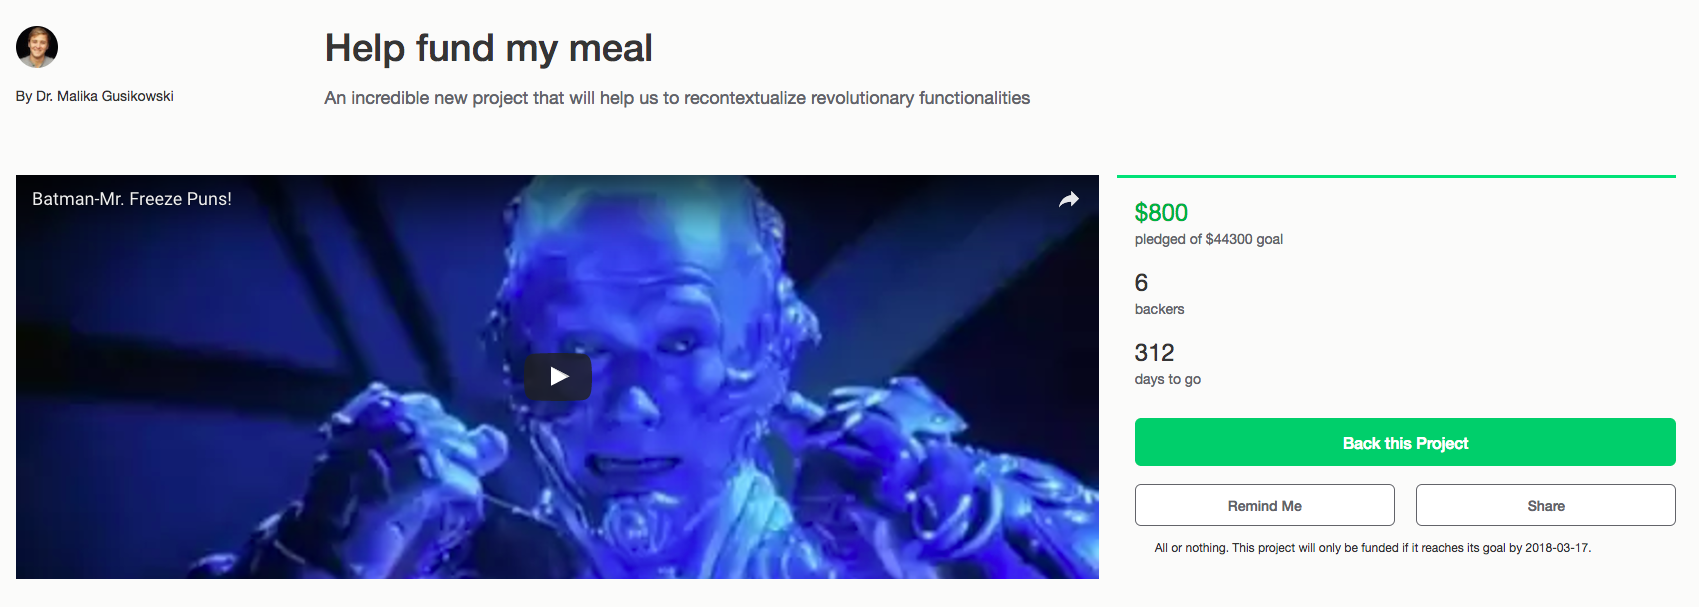 Help fund my meal
By Dr. Malika Gusikowski
An incredible new project that will help us to recontextualize revolutionary functionalities
Batman-Mr. Freeze Puns!
$800
pledged of $44300 goal
6
backers
312
days to go
Back this Project
Remind Me
Share
All or nothing. This project will only be funded if it reaches its goal by 2018-03-17.